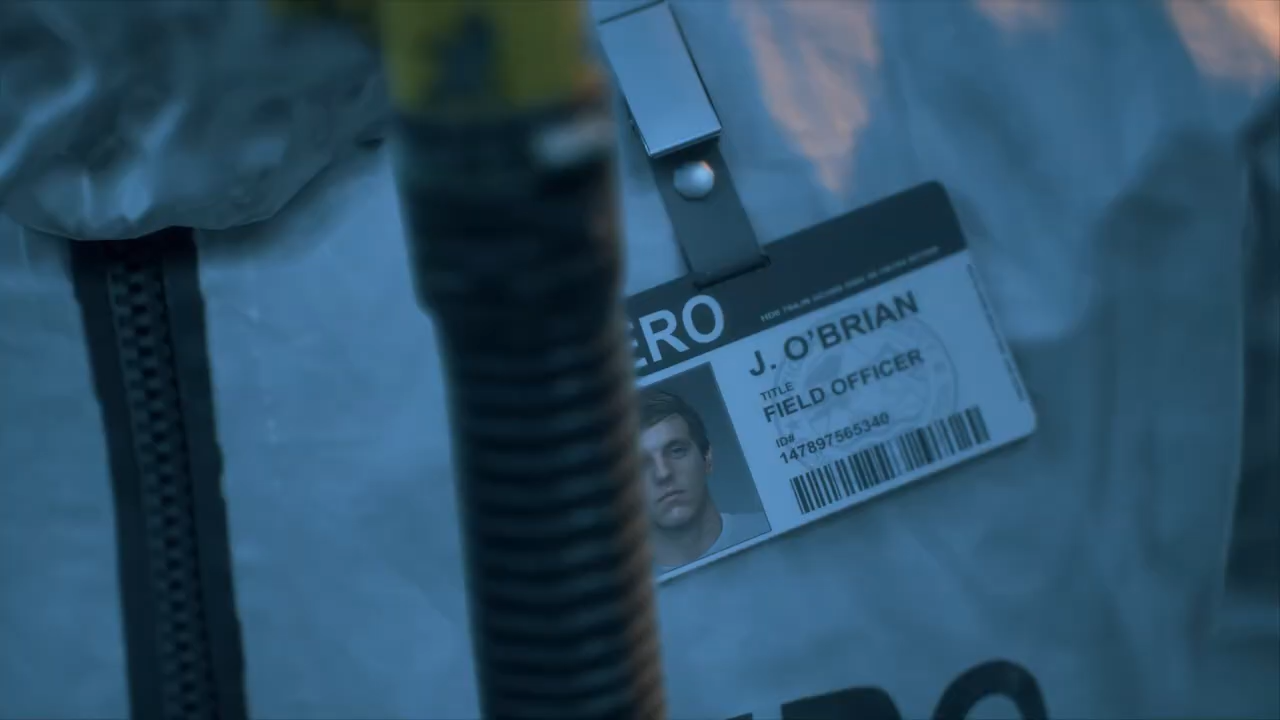 ERO
J. O'BRIAN
TITLE
FIELD OFFICER
ID#
147897565340